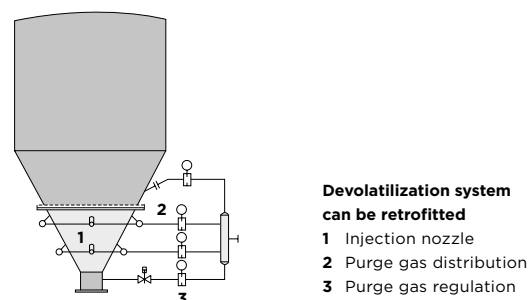 2
1
3
Devolatilization system
can be retrofitted
1 Injection nozzle
2 Purge gas distribution
3 Purge gas regulation